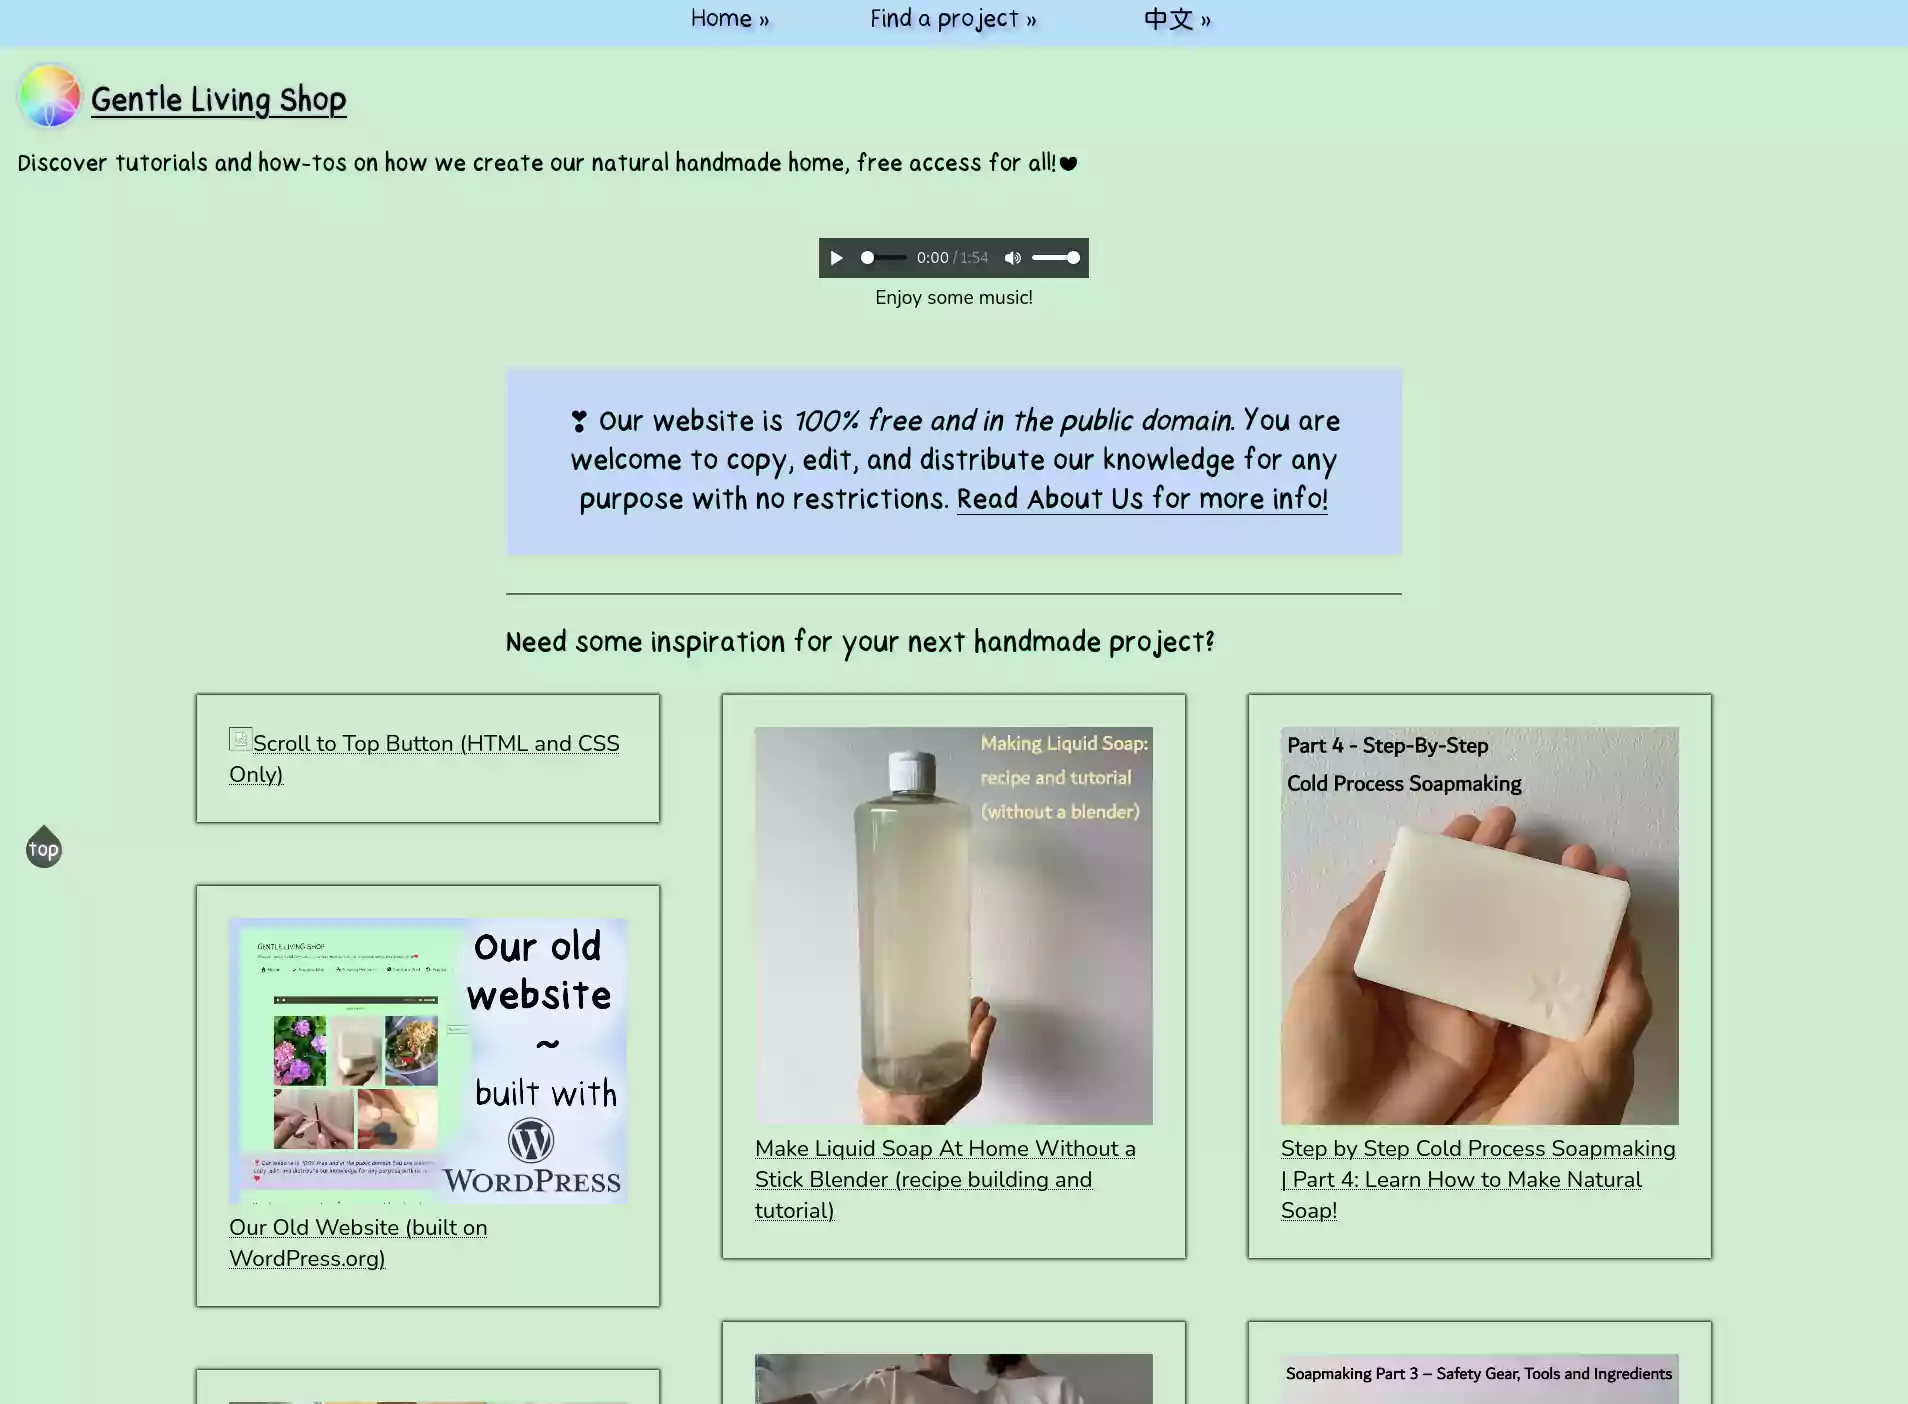 Home »
Find a project »
中文 »
Gentle Living Shop
Discover tutorials and how-tos on how we create our natural handmade home, free access for all!❤
0:00 / 1:54
Enjoy some music!
❣ Our website is 100% free and in the public domain. You are
welcome to copy, edit, and distribute our knowledge for any
purpose with no restrictions. Read About Us for more info!
Need some inspiration for your next handmade project?
Scroll to Top Button (HTML and CSS
Only)
top
GENTLE LIVING SHOP
Our old
website
~
built with
WORDPRESS
Our Old Website (built on
WordPress.org)
Making Liquid Soap:
recipe and tutorial
(without a blender)
Make Liquid Soap At Home Without a
Stick Blender (recipe building and
tutorial)
Part 4 - Step-By-Step
Cold Process Soapmaking
Step by Step Cold Process Soapmaking
| Part 4: Learn How to Make Natural
Soap!
Soapmaking Part 3 – Safety Gear, Tools and Ingredients